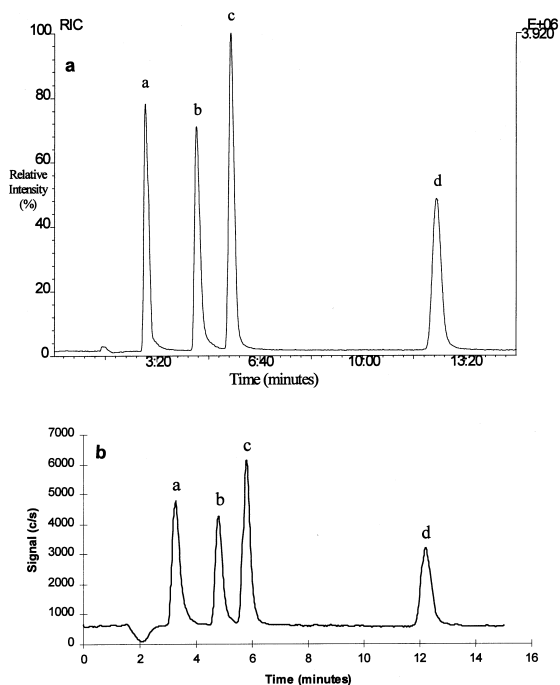 c
RIC
E+06
3.920
100
a
a
80
b
d
60
Relative
Intensity
(%)
40
20
0
3:20 6:40 10:00 13:20
Time (minutes)
7000
b
c
6000
a
5000
b
4000
d
3000
2000
1000
0
Signal (c/s)
0 2 4 6 8 10 12 14 16
Time (minutes)